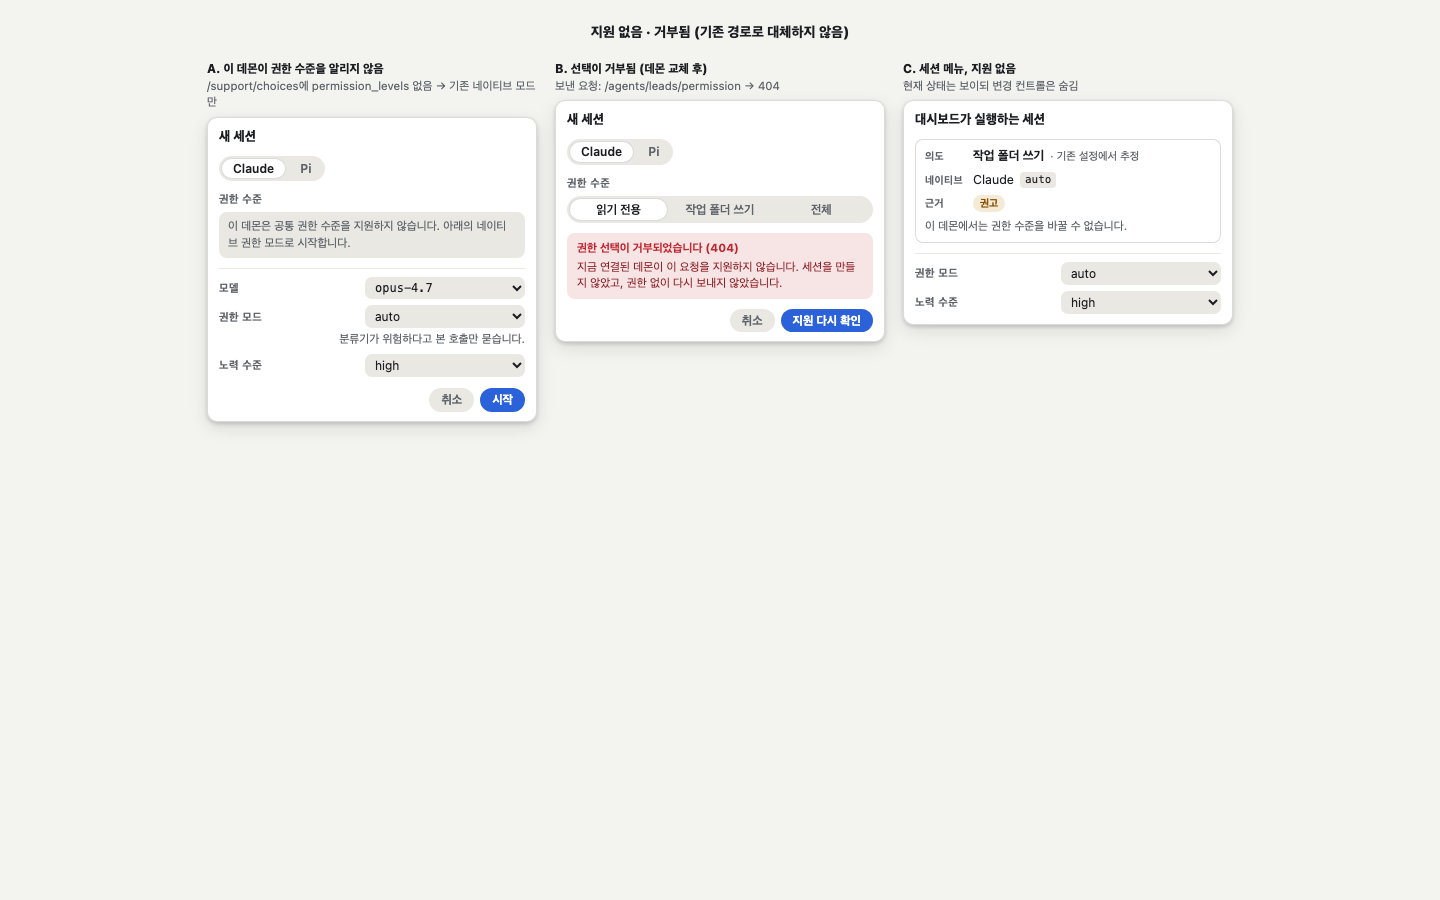 지원 없음 · 거부됨 (기존 경로로 대체하지 않음)
A. 이 데몬이 권한 수준을 알리지 않음
/support/choices에 permission_levels 없음 → 기존 네이티브 모드
만
새 세션
Claude
Pi
권한 수준
이 데몬은 공통 권한 수준을 지원하지 않습니다. 아래의 네이티
브 권한 모드로 시작합니다.
모델
opus-4.7
권한 모드
auto
분류기가 위험하다고 본 호출만 묻습니다.
노력 수준
high
취소
시작
B. 선택이 거부됨 (데몬 교체 후)
보낸 요청: /agents/leads/permission → 404
새 세션
Claude
Pi
권한 수준
읽기 전용
작업 폴더 쓰기
전체
권한 선택이 거부되었습니다 (404)
지금 연결된 데몬이 이 요청을 지원하지 않습니다. 세션을 만들
지 않았고, 권한 없이 다시 보내지 않았습니다.
취소
지원 다시 확인
C. 세션 메뉴, 지원 없음
현재 상태는 보이되 변경 컨트롤은 숨김
대시보드가 실행하는 세션
의도
작업 폴더 쓰기 · 기존 설정에서 추정
네이티브
Claude auto
근거
권고
이 데몬에서는 권한 수준을 바꿀 수 없습니다.
권한 모드
auto
노력 수준
high